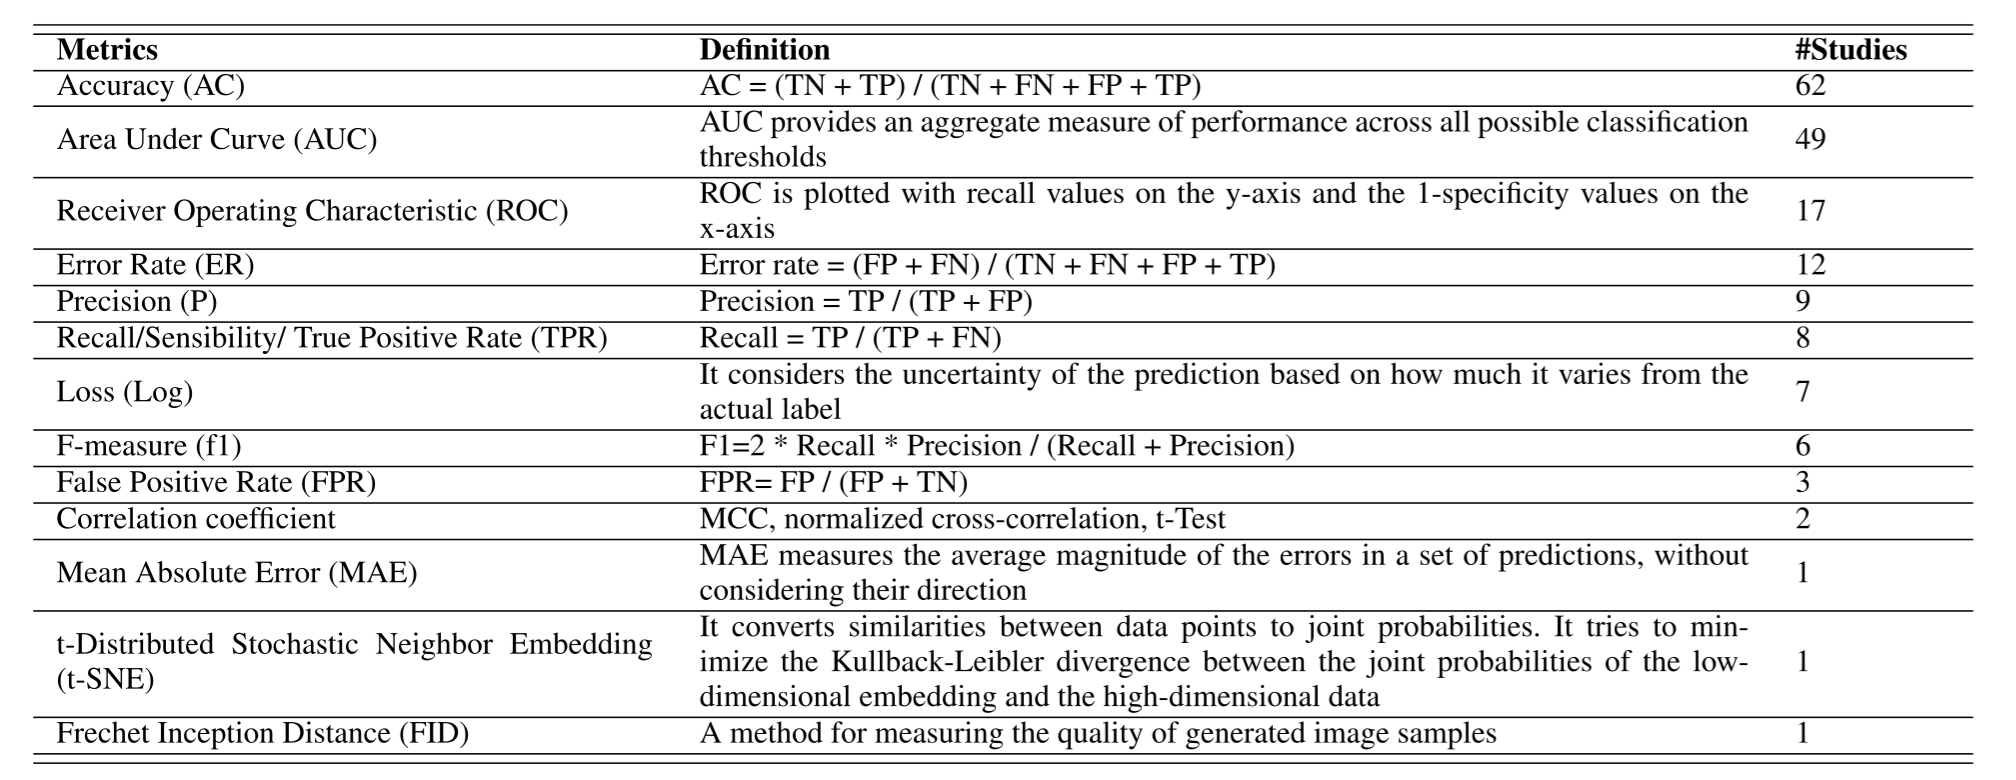 Metrics Definition #Studies
Accuracy (AC) AC = (TN + TP) / (TN + FN + FP + TP) 62
Area Under Curve (AUC) AUC provides an aggregate measure of performance across all possible classification
thresholds 49
Receiver Operating Characteristic (ROC) ROC is plotted with recall values on the y-axis and the 1-specificity values on the
x-axis 17
Error Rate (ER) Error rate = (FP + FN) / (TN + FN + FP + TP) 12
Precision (P) Precision = TP / (TP + FP) 9
Recall/Sensibility/ True Positive Rate (TPR) Recall = TP / (TP + FN) 8
Loss (Log) It considers the uncertainty of the prediction based on how much it varies from the
actual label 7
F-measure (f1) F1=2 * Recall * Precision / (Recall + Precision) 6
False Positive Rate (FPR) FPR= FP / (FP + TN) 3
Correlation coefficient MCC, normalized cross-correlation, t-Test 2
Mean Absolute Error (MAE) MAE measures the average magnitude of the errors in a set of predictions, without
considering their direction 1
t-Distributed Stochastic Neighbor Embedding
(t-SNE) It converts similarities between data points to joint probabilities. It tries to min-
imize the Kullback-Leibler divergence between the joint probabilities of the low-
dimensional embedding and the high-dimensional data 1
Frechet Inception Distance (FID) A method for measuring the quality of generated image samples 1